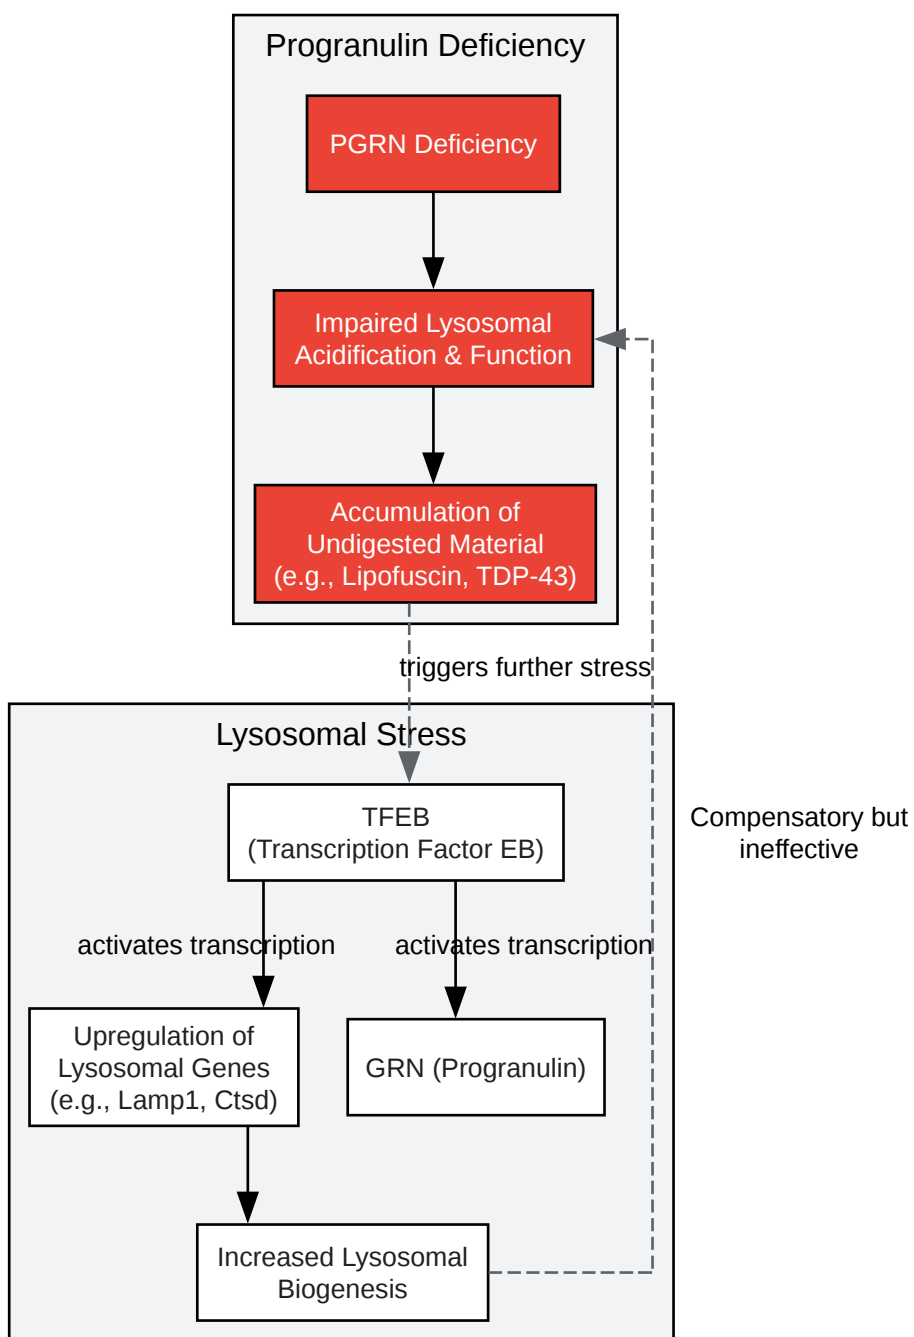 Progranulin Deficiency
PGRN Deficiency
Impaired Lysosomal
Acidification & Function
Accumulation of
Undigested Material
(e.g., Lipofuscin, TDP-43)
triggers further stress
Lysosomal Stress
TFEB
(Transcription Factor EB)
Compensatory but
ineffective
activates transcription
activates transcription
Upregulation of
Lysosomal Genes
(e.g., Lamp1, Ctsd)
GRN (Progranulin)
Increased Lysosomal
Biogenesis